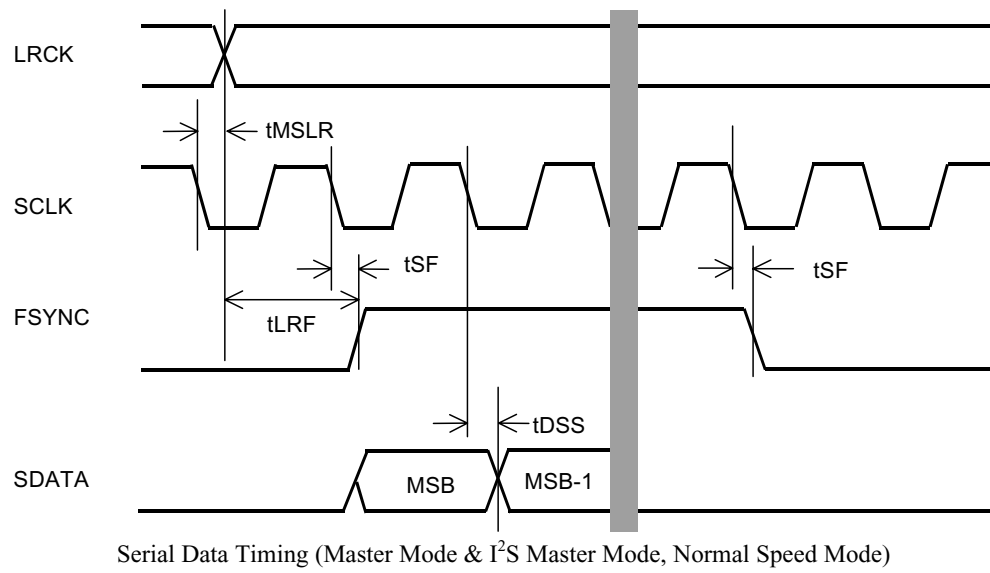 LRCK
tMSLR
SCLK
tSF
tSF
FSYNC
tLRF
tDSS
SDATA
MSB
MSB-1
Serial Data Timing (Master Mode & I²S Master Mode, Normal Speed Mode)